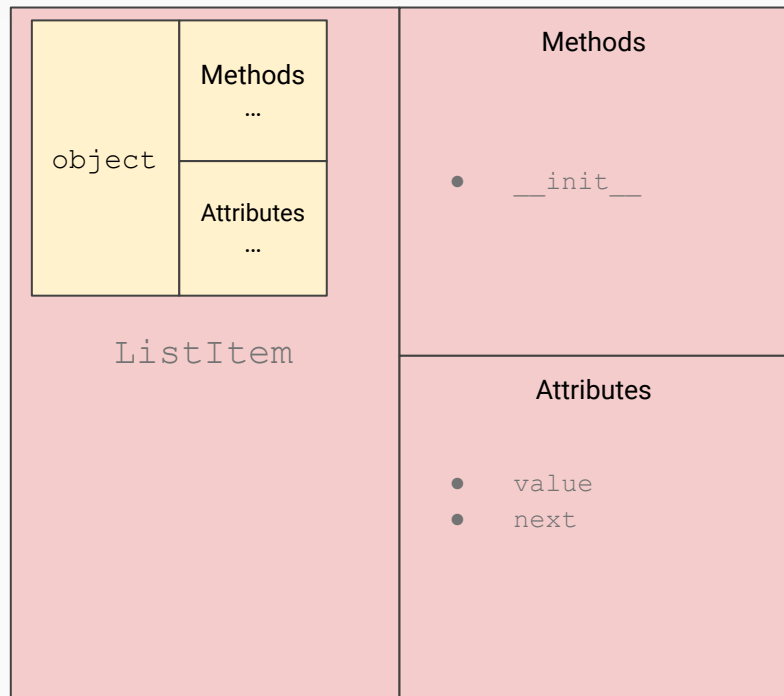 object
Methods
...
Attributes
...
ListItem
Methods
● __init__
Attributes
● value
● next